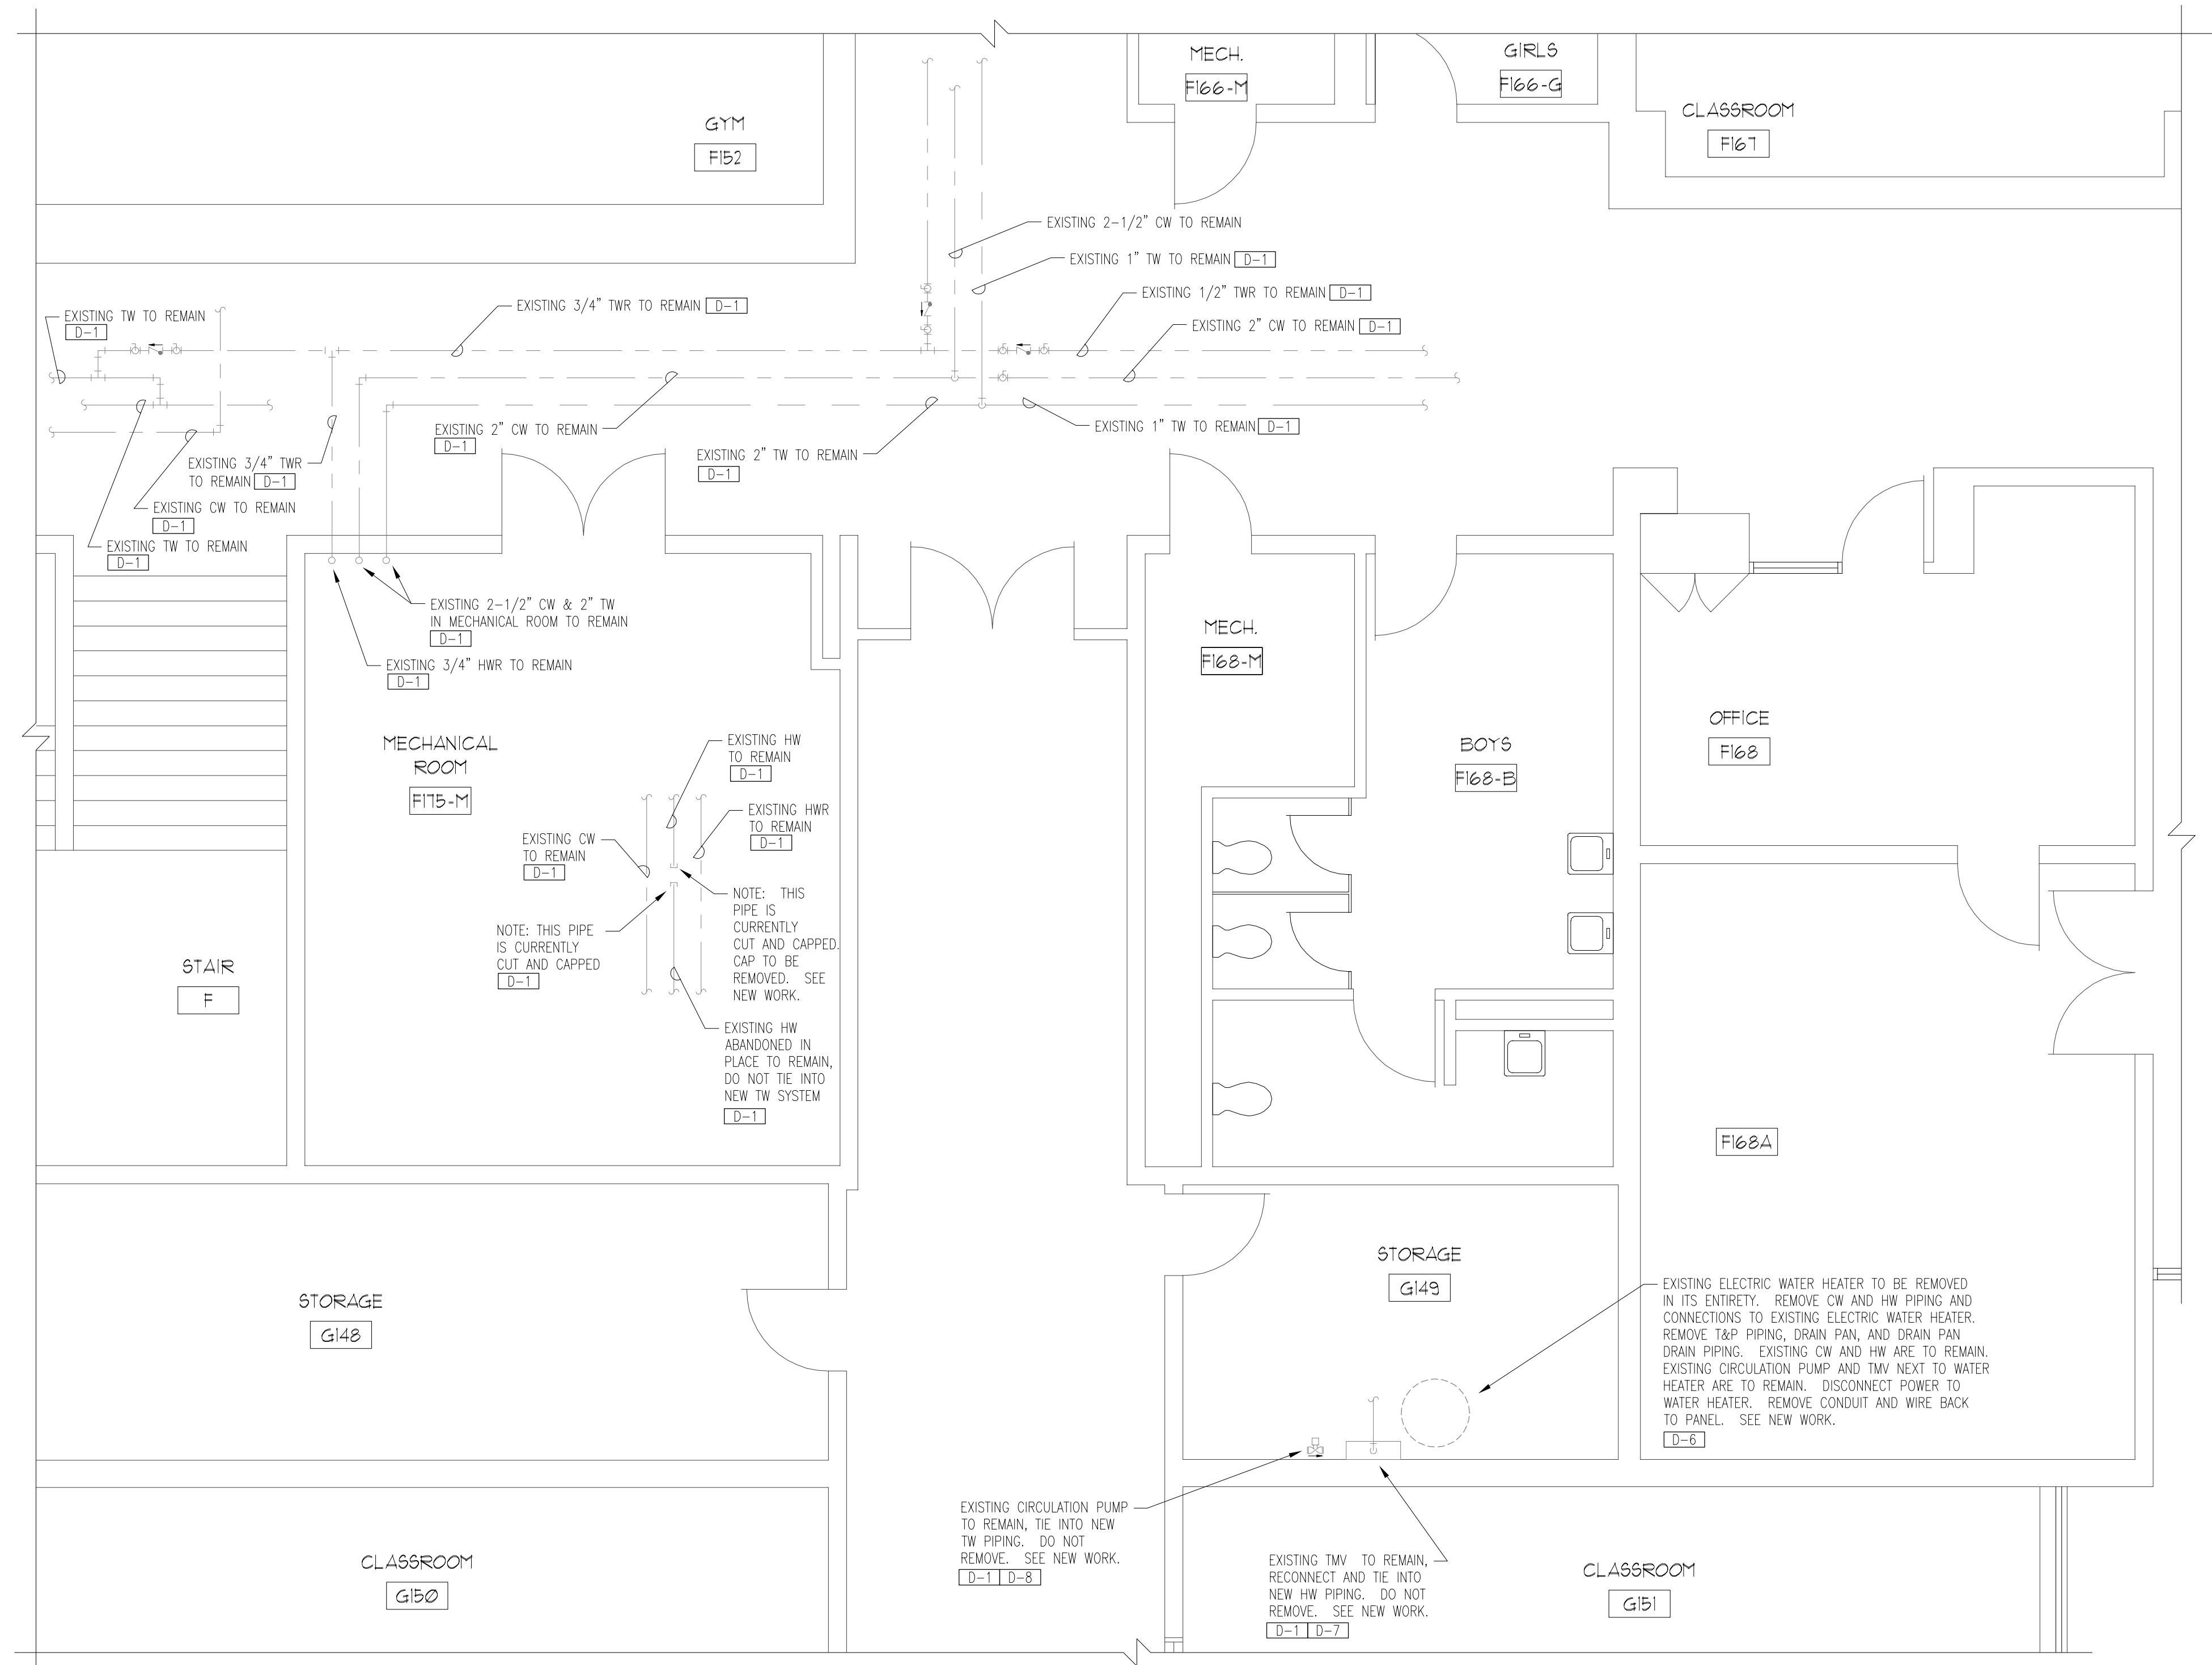 MECH.
F166-M
GIRLS
F166-G
CLASSROOM
F167
GYM
F152
EXISTING 2-1/2" CW TO REMAIN
EXISTING 1" TW TO REMAIN D-1
EXISTING 1/2" TWR TO REMAIN D-1
EXISTING 2" CW TO REMAIN D-1
EXISTING 3/4" TWR TO REMAIN D-1
EXISTING TW TO REMAIN
D-1
EXISTING 2" CW TO REMAIN
D-1
EXISTING 1" TW TO REMAIN D-1
EXISTING 2" TW TO REMAIN
D-1
EXISTING 3/4" TWR
TO REMAIN D-1
EXISTING CW TO REMAIN
D-1
EXISTING TW TO REMAIN
D-1
EXISTING 2-1/2" CW & 2" TW
IN MECHANICAL ROOM TO REMAIN
D-1
EXISTING 3/4" HWR TO REMAIN
D-1
MECH.
F168-M
MECHANICAL
ROOM
F175-M
EXISTING HW
TO REMAIN
D-1
EXISTING HWR
TO REMAIN
D-1
EXISTING CW
TO REMAIN
D-1
NOTE: THIS
PIPE IS
CURRENTLY
CUT AND CAPPED.
CAP TO BE
REMOVED. SEE
NEW WORK.
NOTE: THIS PIPE
IS CURRENTLY
CUT AND CAPPED
D-1
EXISTING HW
ABANDONED IN
PLACE TO REMAIN,
DO NOT TIE INTO
NEW TW SYSTEM
D-1
BOYS
F168-B
OFFICE
F168
STAIR
F
F168A
STORAGE
G148
STORAGE
G149
EXISTING ELECTRIC WATER HEATER TO BE REMOVED
IN ITS ENTIRETY. REMOVE CW AND HW PIPING AND
CONNECTIONS TO EXISTING ELECTRIC WATER HEATER.
REMOVE T&P PIPING, DRAIN PAN, AND DRAIN PAN
DRAIN PIPING. EXISTING CW AND HW ARE TO REMAIN.
EXISTING CIRCULATION PUMP AND TMV NEXT TO WATER
HEATER ARE TO REMAIN. DISCONNECT POWER TO
WATER HEATER. REMOVE CONDUIT AND WIRE BACK
TO PANEL. SEE NEW WORK.
D-6
EXISTING CIRCULATION PUMP
TO REMAIN, TIE INTO NEW
TW PIPING. DO NOT
REMOVE. SEE NEW WORK.
D-1 D-8
EXISTING TMV TO REMAIN,
RECONNECT AND TIE INTO
NEW HW PIPING. DO NOT
REMOVE. SEE NEW WORK.
D-1 D-7
CLASSROOM
G150
CLASSROOM
G151